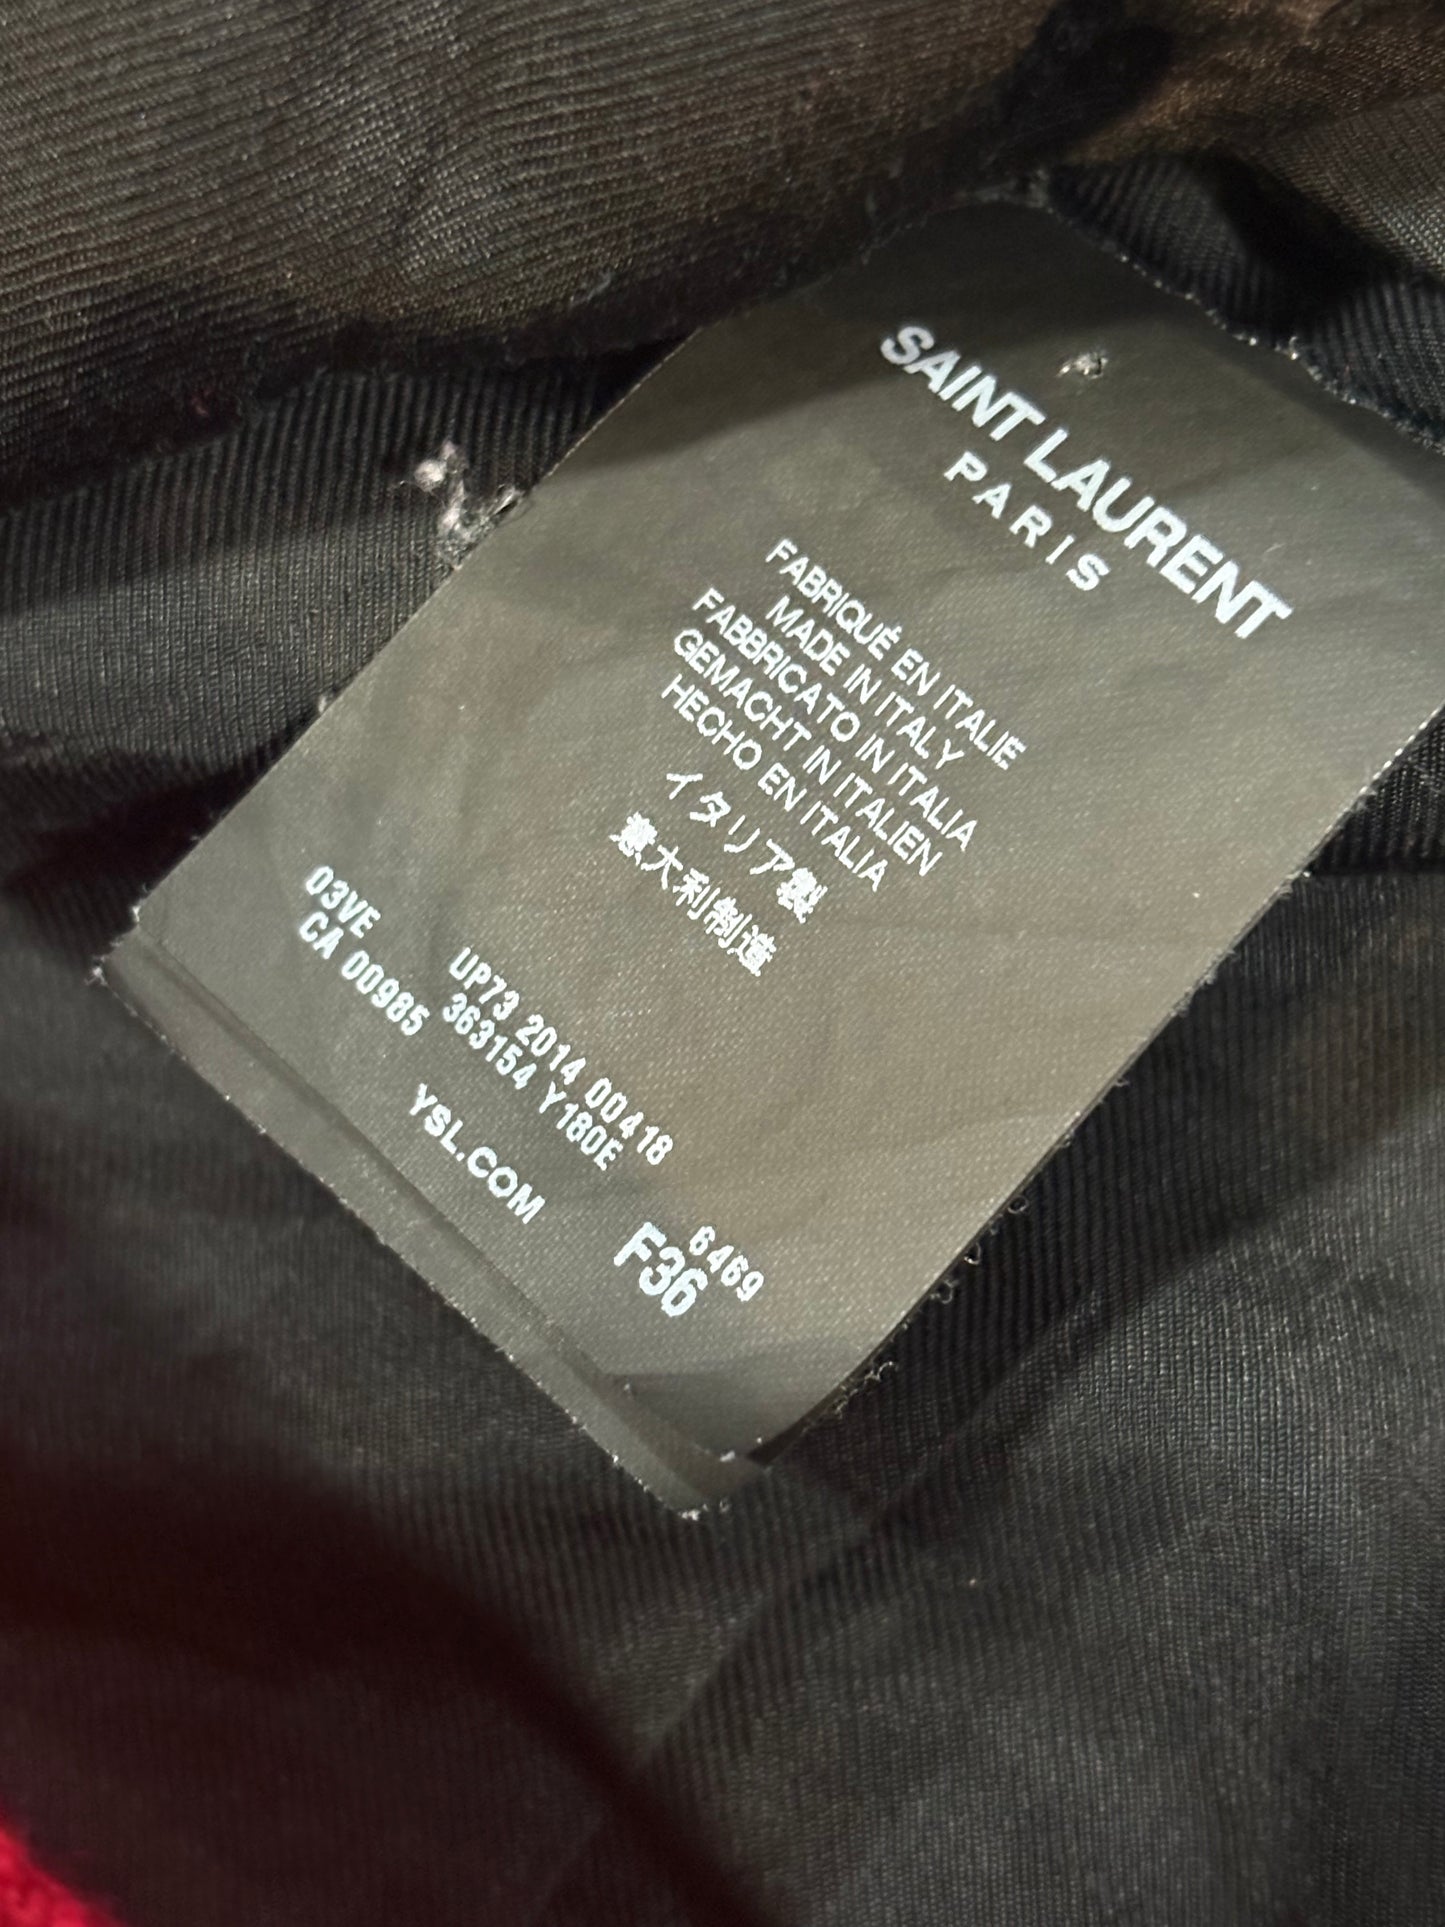 SAINT LAURENT
PARIS
FABRIQUÉ EN ITALIE
MADE IN ITALY
FABBRICATO IN ITALIA
GEMACHT IN ITALIEN
HECHO EN ITALIA
イタリア製
意大利制造
03VE UP73 2014 00418
CA 00985 363154 Y180E
6469
YSL.COM F36